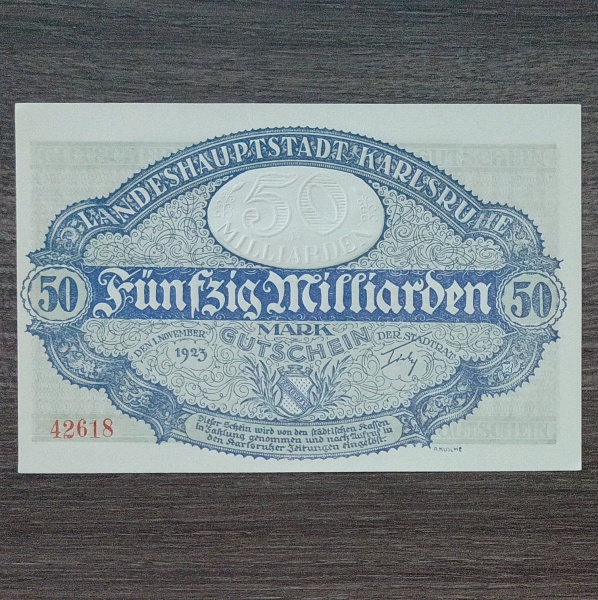 LANDESHAUPTSTADT KARLSRUHE
50
MILLIARDEN
50 Fünfzig Milliarden 50
MARK
DEN 1. NOVEMBER 1923
GUTSCHEIN
DER STADTRAT:
Dieser Schein wird von den städtischen Kassen
in Zahlung genommen und nach Aufruf in
den Karlsruher Zeitungen eingelöst.
42618